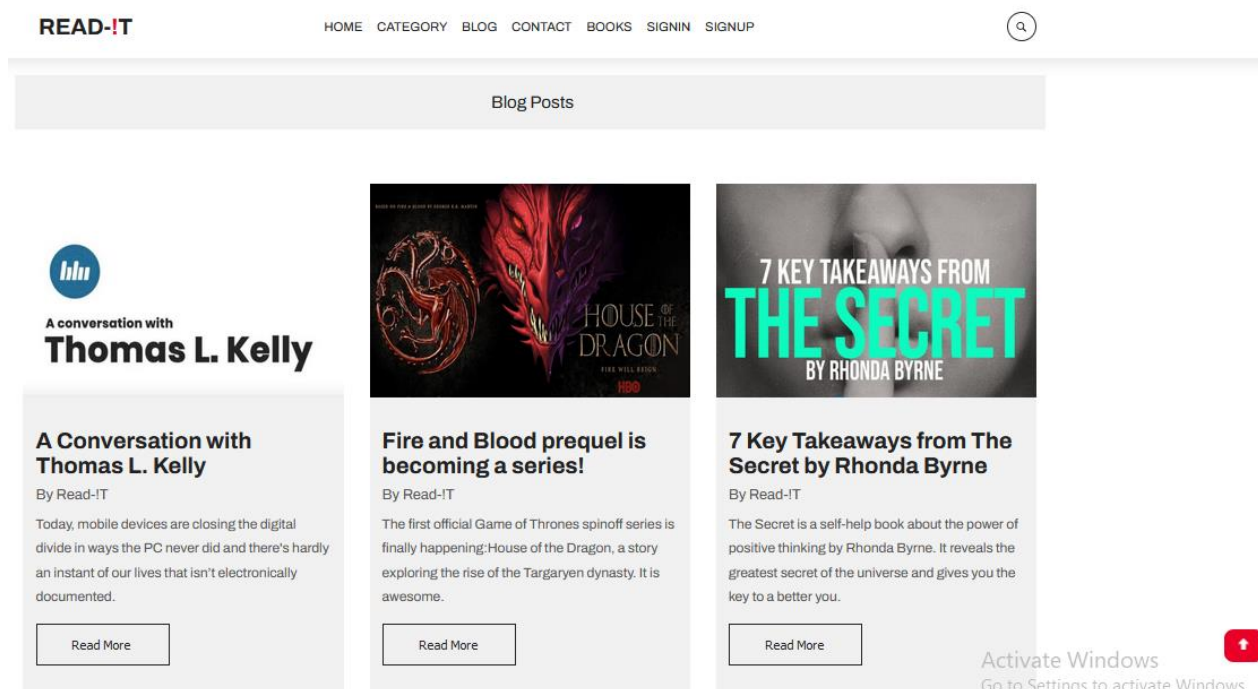 READ-!T
HOME CATEGORY BLOG CONTACT BOOKS SIGNIN SIGNUP
Blog Posts
blu
A conversation with
Thomas L. Kelly
A Conversation with
Thomas L. Kelly
By Read-!T
Today, mobile devices are closing the digital
divide in ways the PC never did and there's hardly
an instant of our lives that isn’t electronically
documented.
Read More
BASED ON FIRE & BLOOD BY GEORGE R.R. MARTIN
HOUSE OF THE
DRAGON
FIRE WILL REIGN
HBO
Fire and Blood prequel is
becoming a series!
By Read-!T
The first official Game of Thrones spinoff series is
finally happening:House of the Dragon, a story
exploring the rise of the Targaryen dynasty. It is
awesome.
Read More
7 KEY TAKEAWAYS FROM
THE SECRET
BY RHONDA BYRNE
7 Key Takeaways from The
Secret by Rhonda Byrne
By Read-!T
The Secret is a self-help book about the power of
positive thinking by Rhonda Byrne. It reveals the
greatest secret of the universe and gives you the
key to a better you.
Read More
Activate Windows
Go to Settings to activate Windows.